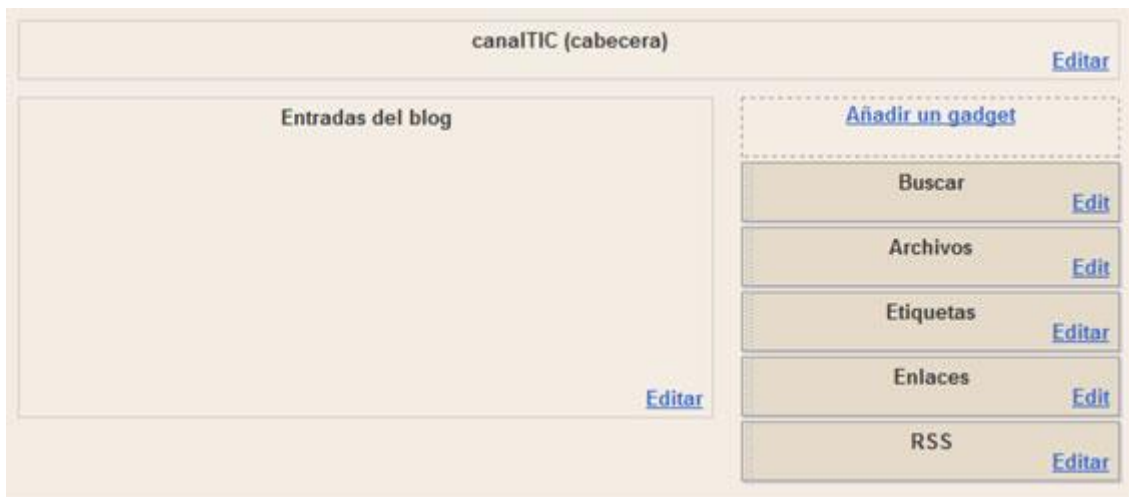 canalTIC (cabecera)
Editar
Entradas del blog
Editar
Añadir un gadget
Buscar
Edit
Archivos
Edit
Etiquetas
Editar
Enlaces
Edit
RSS
Editar